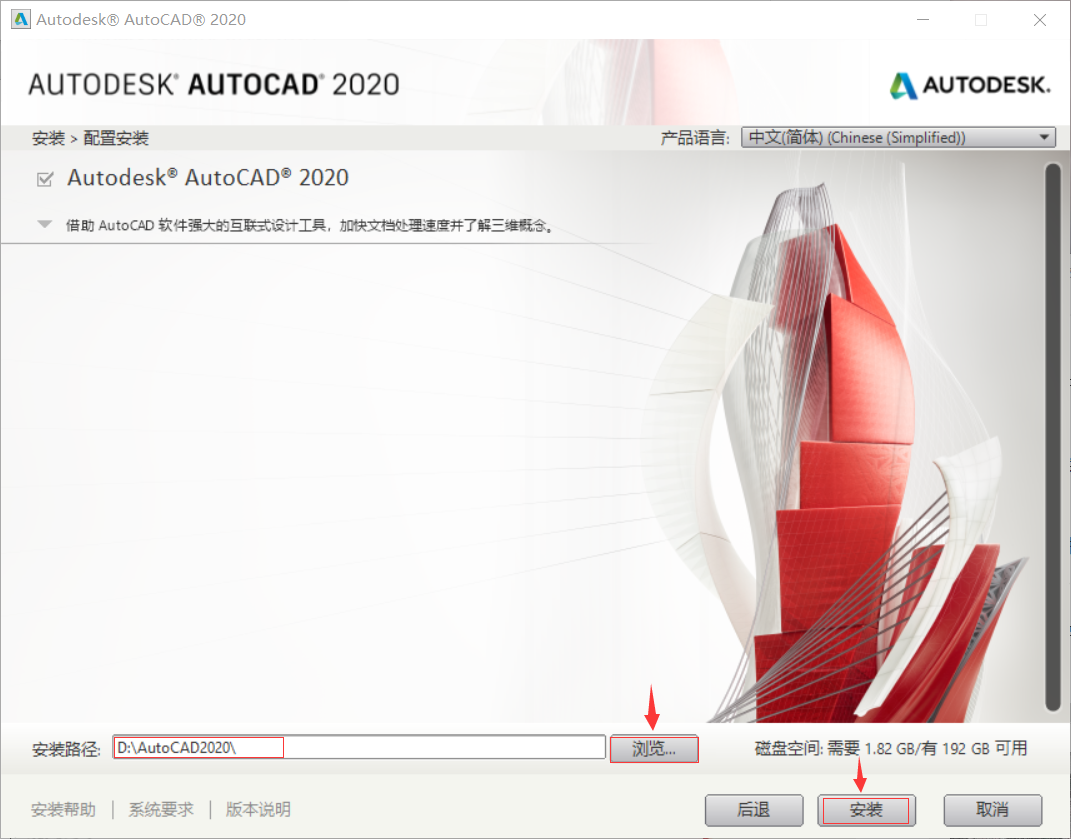 Autodesk® AutoCAD® 2020
AUTODESK® AUTOCAD® 2020
AUTODESK.
安装 > 配置安装
产品语言: 中文(简体) (Chinese (Simplified))
Autodesk® AutoCAD® 2020
借助 AutoCAD 软件强大的互联式设计工具，加快文档处理速度并了解三维概念。
安装路径: D:\AutoCAD2020\ 浏览... 磁盘空间: 需要 1.82 GB/有 192 GB 可用
安装帮助 | 系统要求 | 版本说明 后退 安装 取消